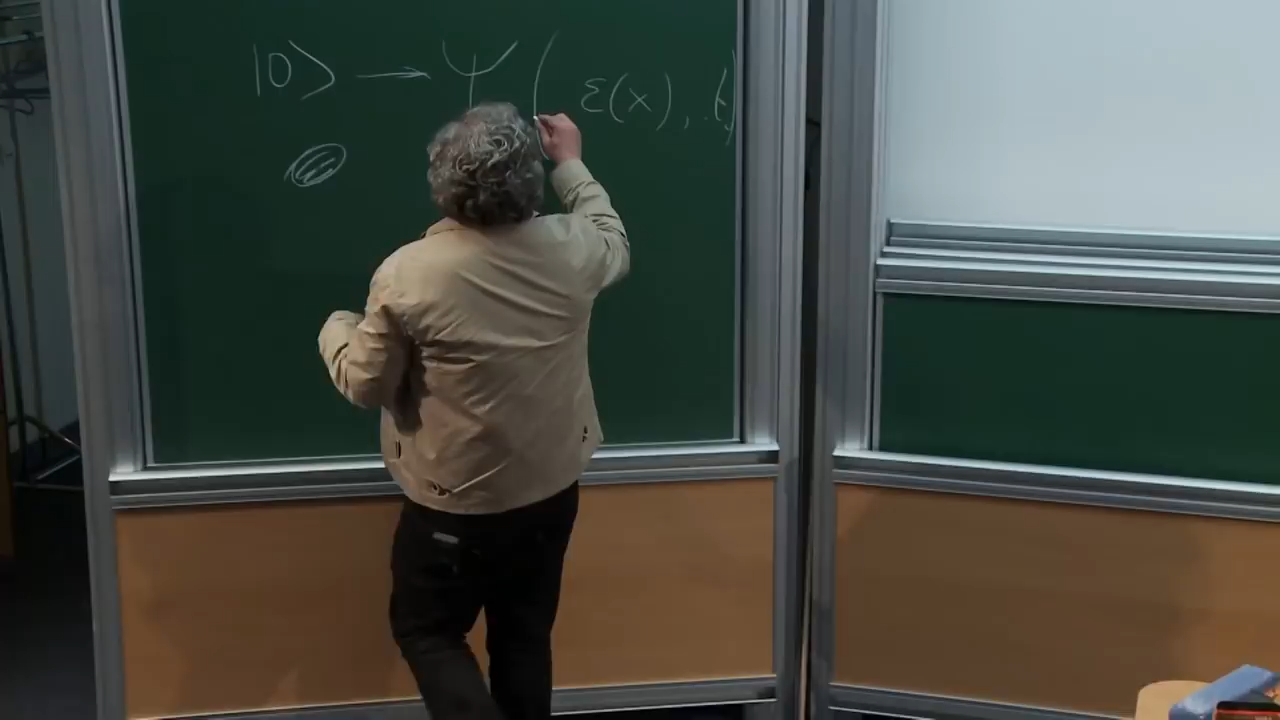 |0⟩ → Ψ ( ε(x), t)